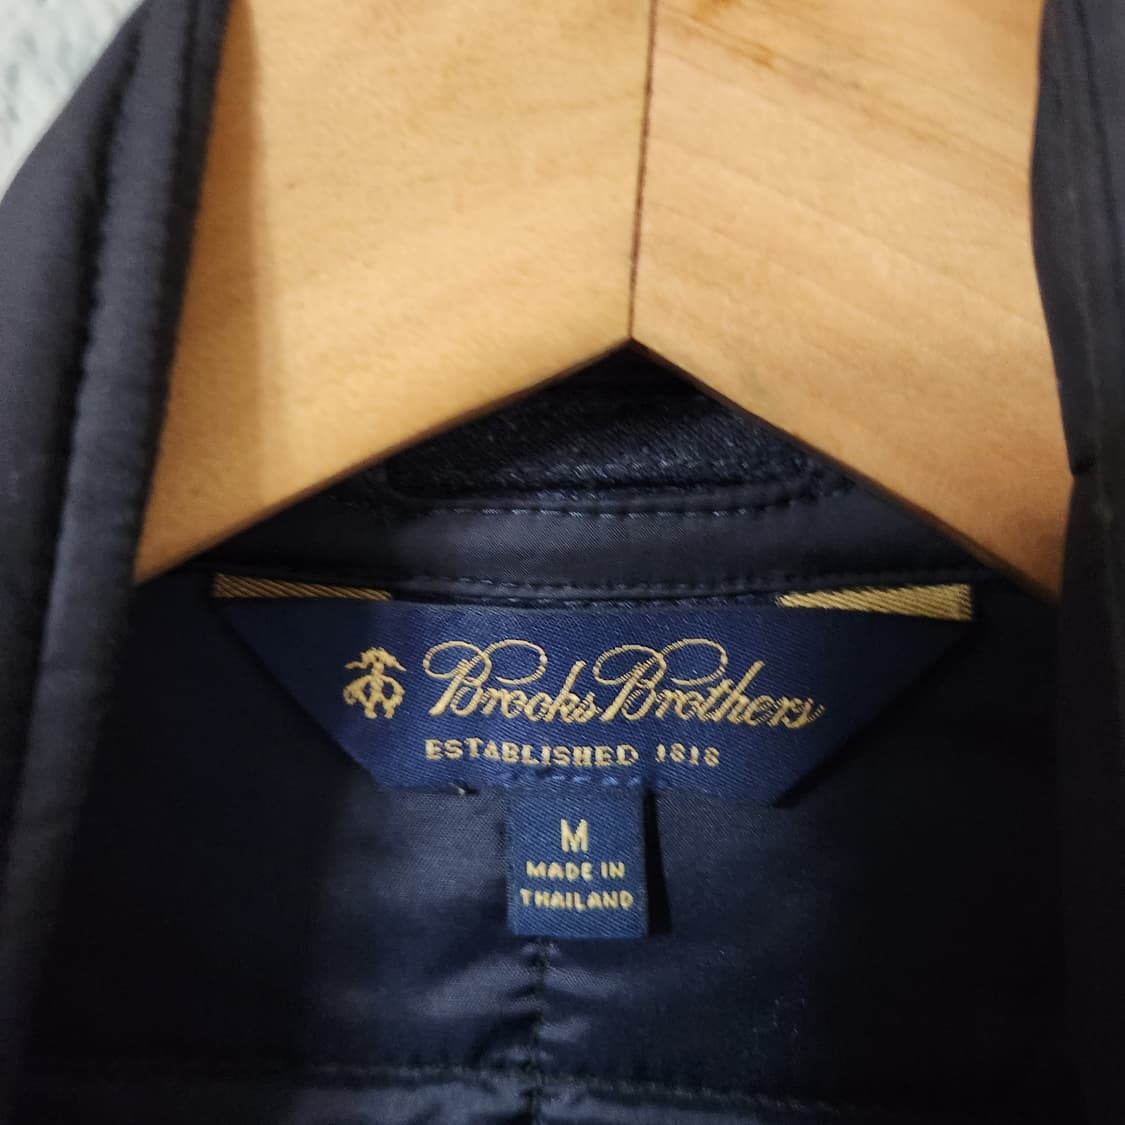 Brooks Brothers
ESTABLISHED 1818
M
MADE IN
THAILAND